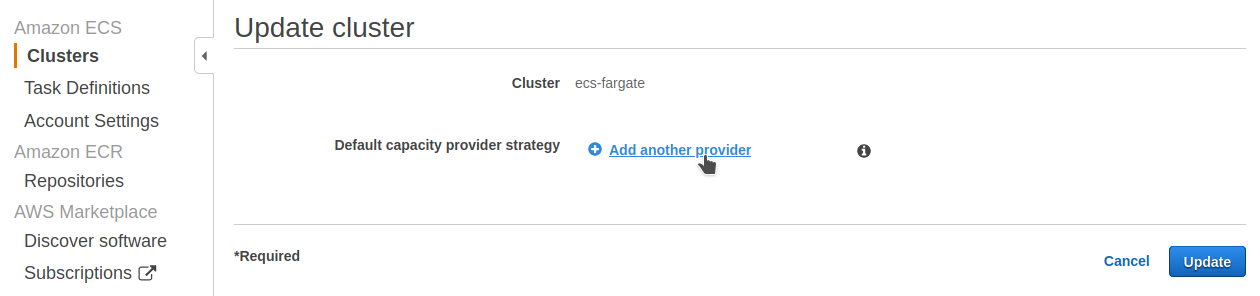 Amazon ECS
Clusters
Task Definitions
Account Settings
Amazon ECR
Repositories
AWS Marketplace
Discover software
Subscriptions
Update cluster
Cluster ecs-fargate
Default capacity provider strategy Add another provider
*Required
Cancel Update